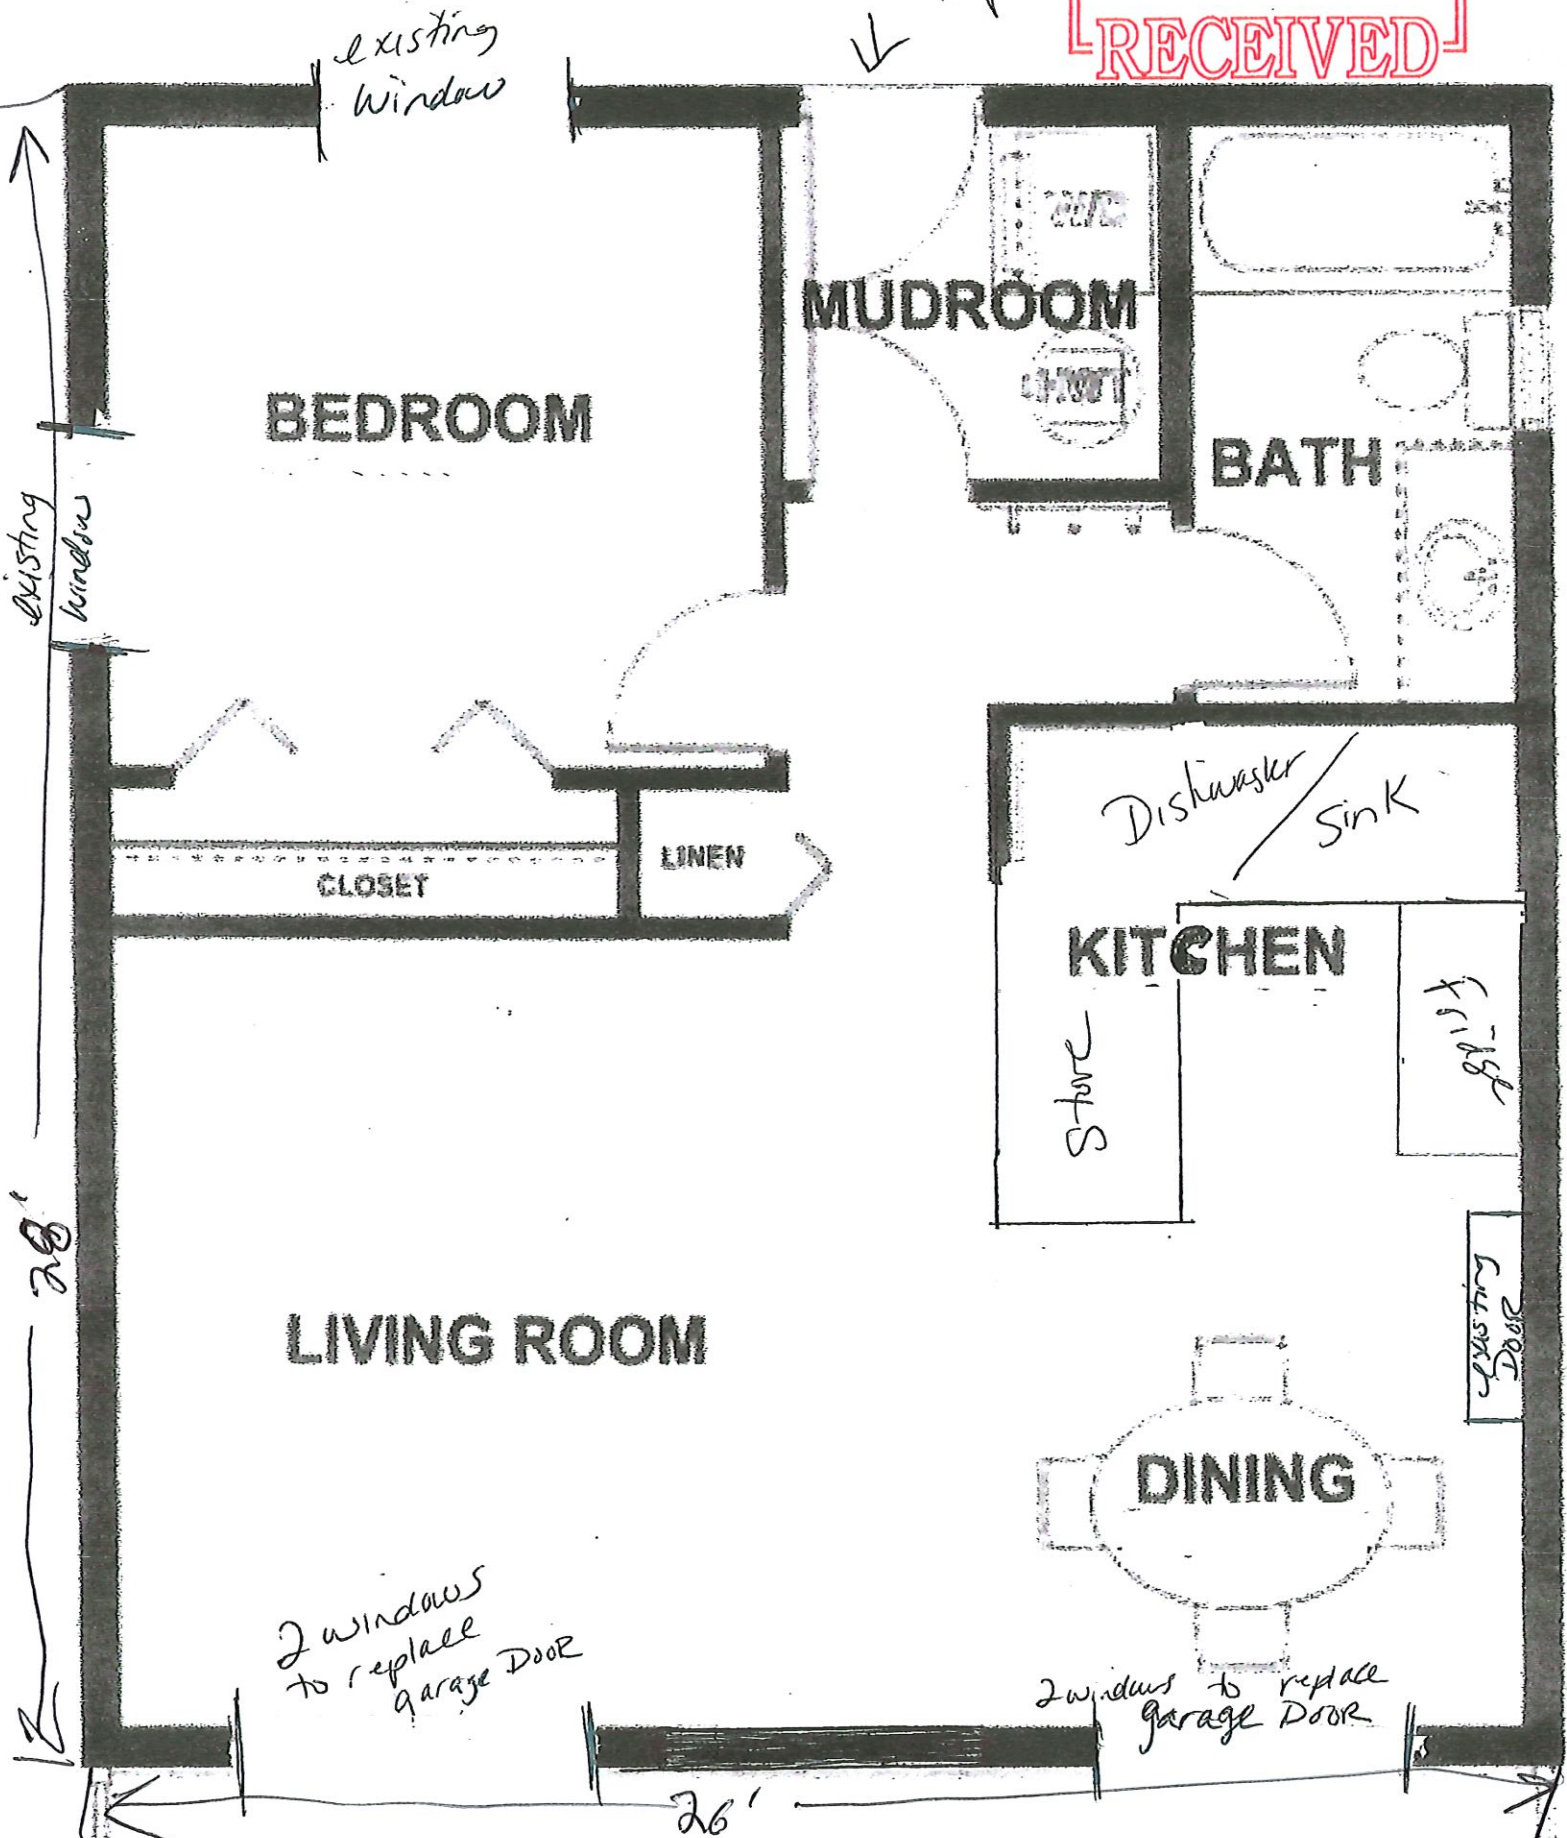 RECEIVED
existing
window
W/D
MUDROOM
HWT
BEDROOM
BATH
existing
window
Dishwasher
Sink
LINEN
CLOSET
KITCHEN
Fridge
Stove
28'
LIVING ROOM
existing
Door
DINING
2 windows
to replace
garage DOOR
2 windows to replace
garage DOOR
26'